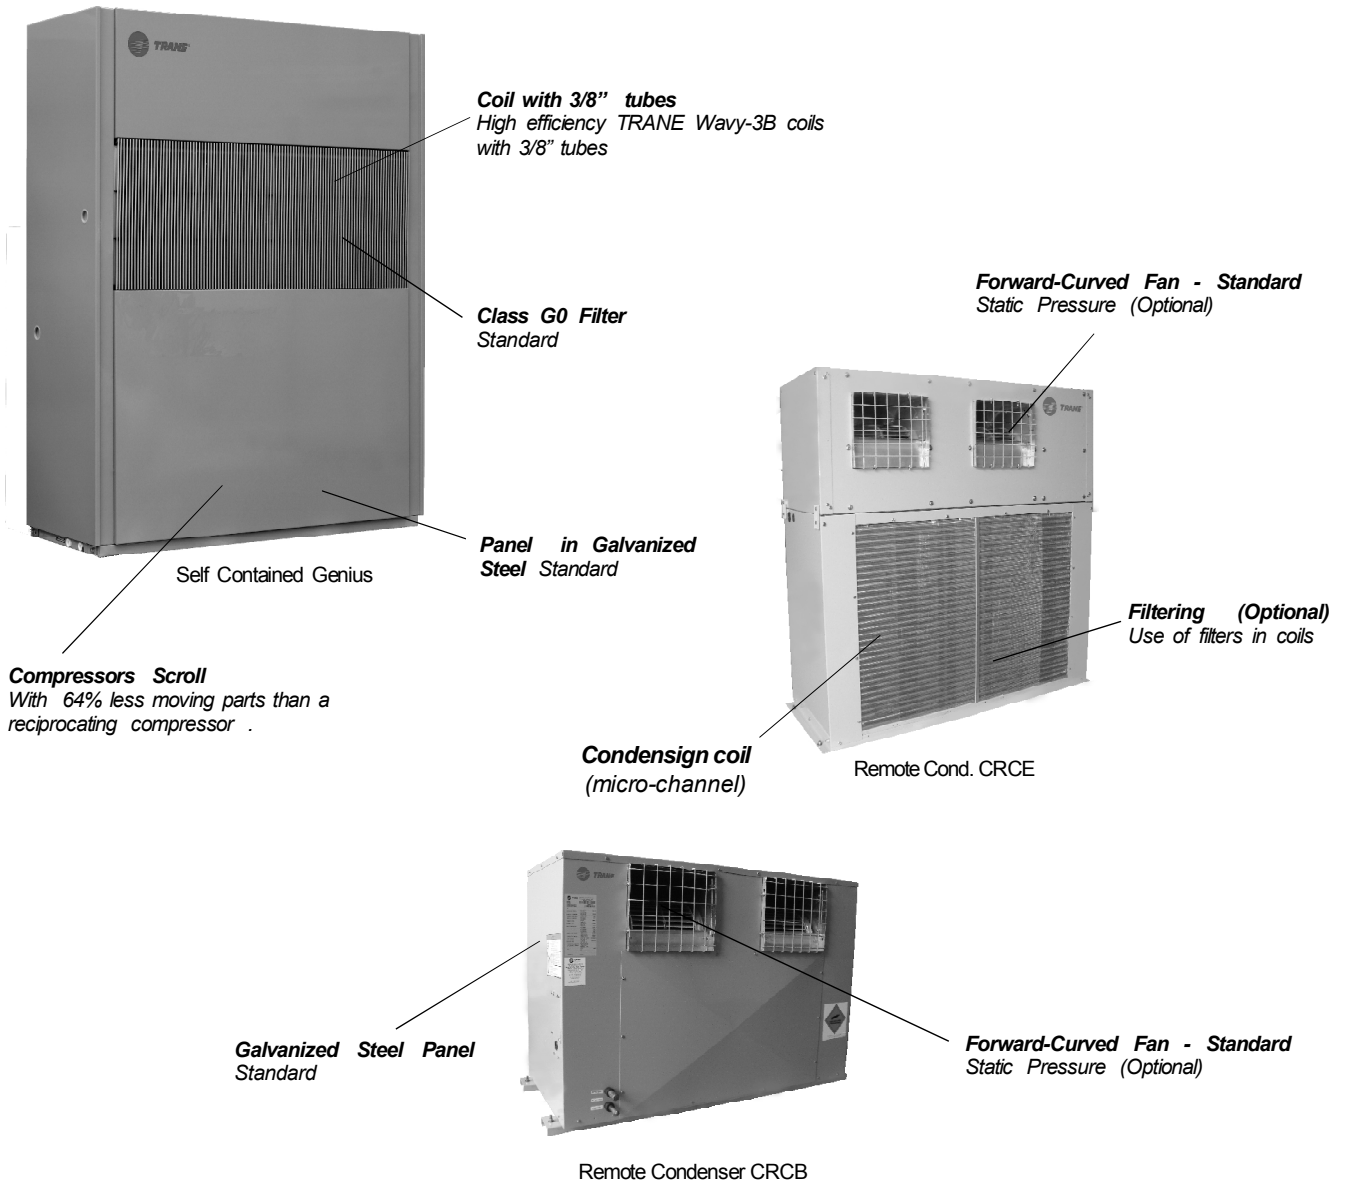 TRANE
Coil with 3/8” tubes
High efficiency TRANE Wavy-3B coils
with 3/8” tubes
Class G0 Filter
Standard
Panel in Galvanized
Steel Standard
Self Contained Genius
Compressors Scroll
With 64% less moving parts than a
reciprocating compressor .
Forward-Curved Fan - Standard
Static Pressure (Optional)
TRANE
Filtering (Optional)
Use of filters in coils
Condensign coil
(micro-channel)
Remote Cond. CRCE
TRANE
Galvanized Steel Panel
Standard
Forward-Curved Fan - Standard
Static Pressure (Optional)
Remote Condenser CRCB